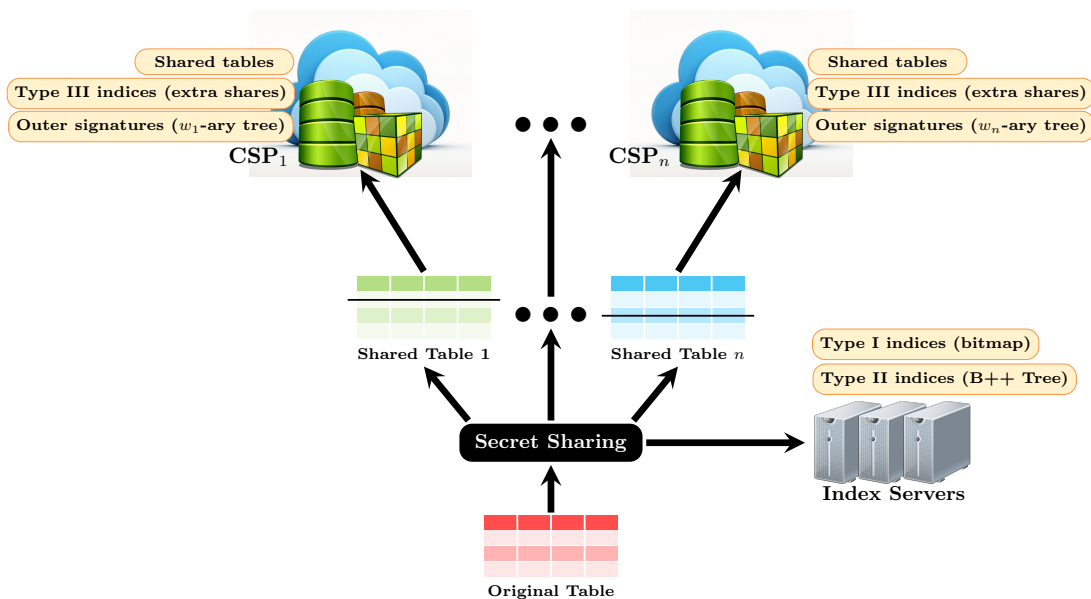 Shared tables
Type III indices (extra shares)
Outer signatures (w₁-ary tree)
CSP₁
Shared tables
Type III indices (extra shares)
Outer signatures (wₙ-ary tree)
CSPₙ
Shared Table 1
Shared Table n
Type I indices (bitmap)
Type II indices (B++ Tree)
Secret Sharing
Index Servers
Original Table